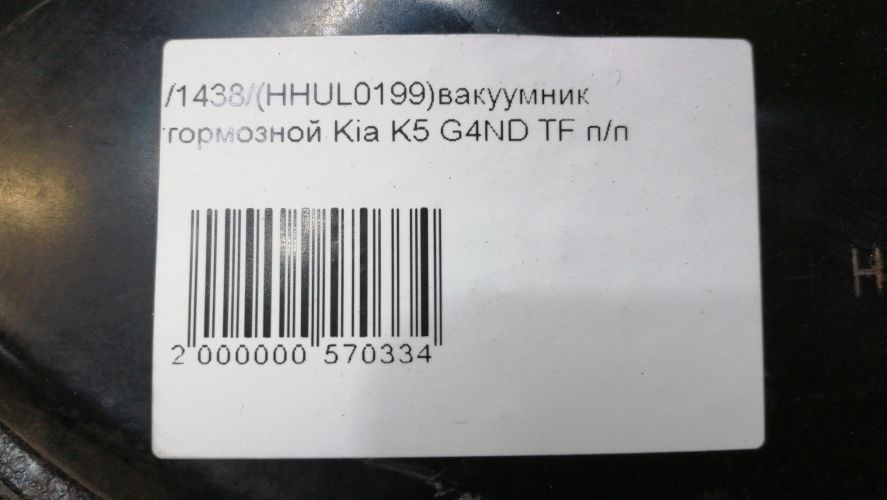 /1438/(HHUL0199)вакуумник
тормозной Kia K5 G4ND TF п/п
2 000000 570334
H